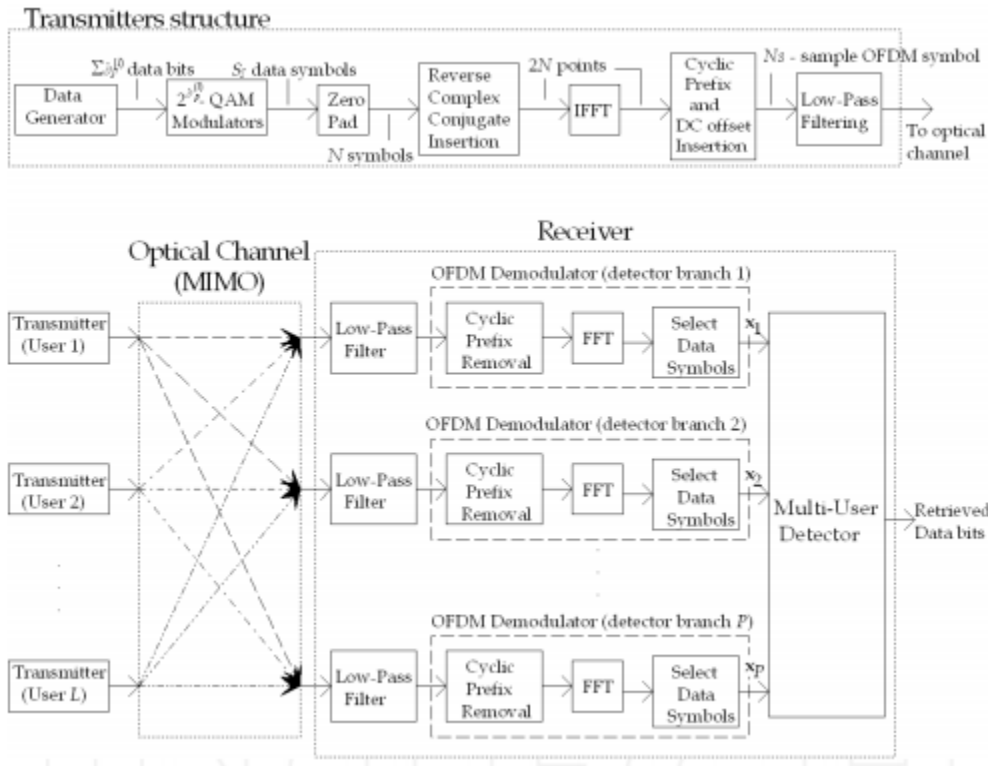 Transmitters structure
data bits
data symbols
2N points
Ns - sample OFDM symbol
Data
Generator
QAM
Modulators
Zero
Pad
Reverse
Complex
Conjugate
Insertion
IFFT
Cyclic
Prefix
and
DC offset
Insertion
Low-Pass
Filtering
N symbols
To optical
channel
Receiver
Optical Channel
(MIMO)
OFDM Demodulator (detector branch 1)
Transmitter
(User 1)
Low-Pass
Filter
Cyclic
Prefix
Removal
FFT
Select
Data
Symbols
x1
OFDM Demodulator (detector branch 2)
Transmitter
(User 2)
Low-Pass
Filter
Cyclic
Prefix
Removal
FFT
Select
Data
Symbols
x2
Multi-User
Detector
Retrieved
Data bits
OFDM Demodulator (detector branch P)
Transmitter
(User L)
Low-Pass
Filter
Cyclic
Prefix
Removal
FFT
Select
Data
Symbols
xP